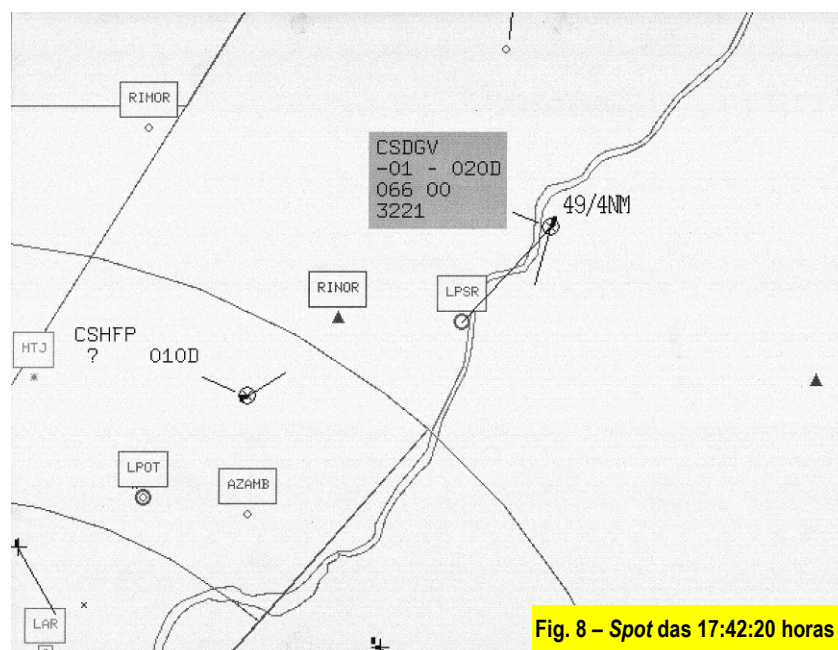 RIMOR
CSDGV
-01 - 020D
066 00
3221
49/4NM
RINOR
LPSR
MTJ
CSHFP
? 010D
LPOT
AZAMB
LAR
Fig. 8 – Spot das 17:42:20 horas